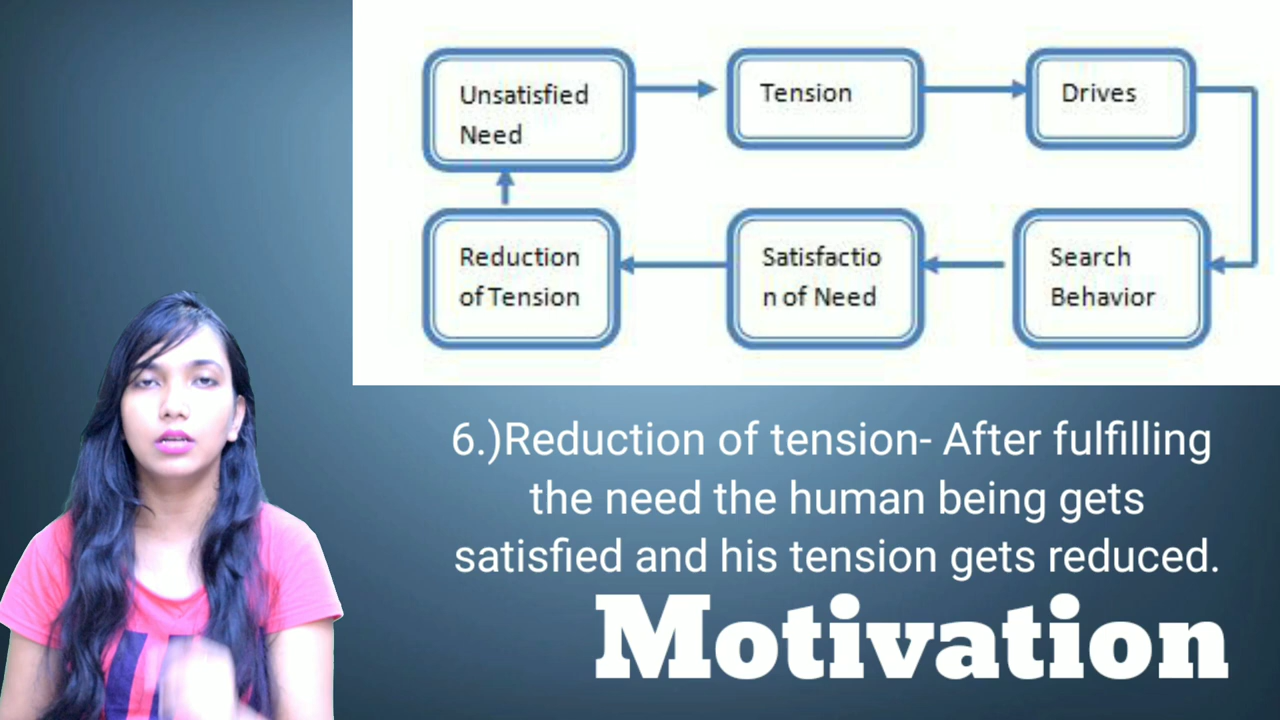 Unsatisfied
Need
Tension
Drives
Reduction
of Tension
Satisfactio
n of Need
Search
Behavior
6.)Reduction of tension- After fulfilling
the need the human being gets
satisfied and his tension gets reduced.
Motivation